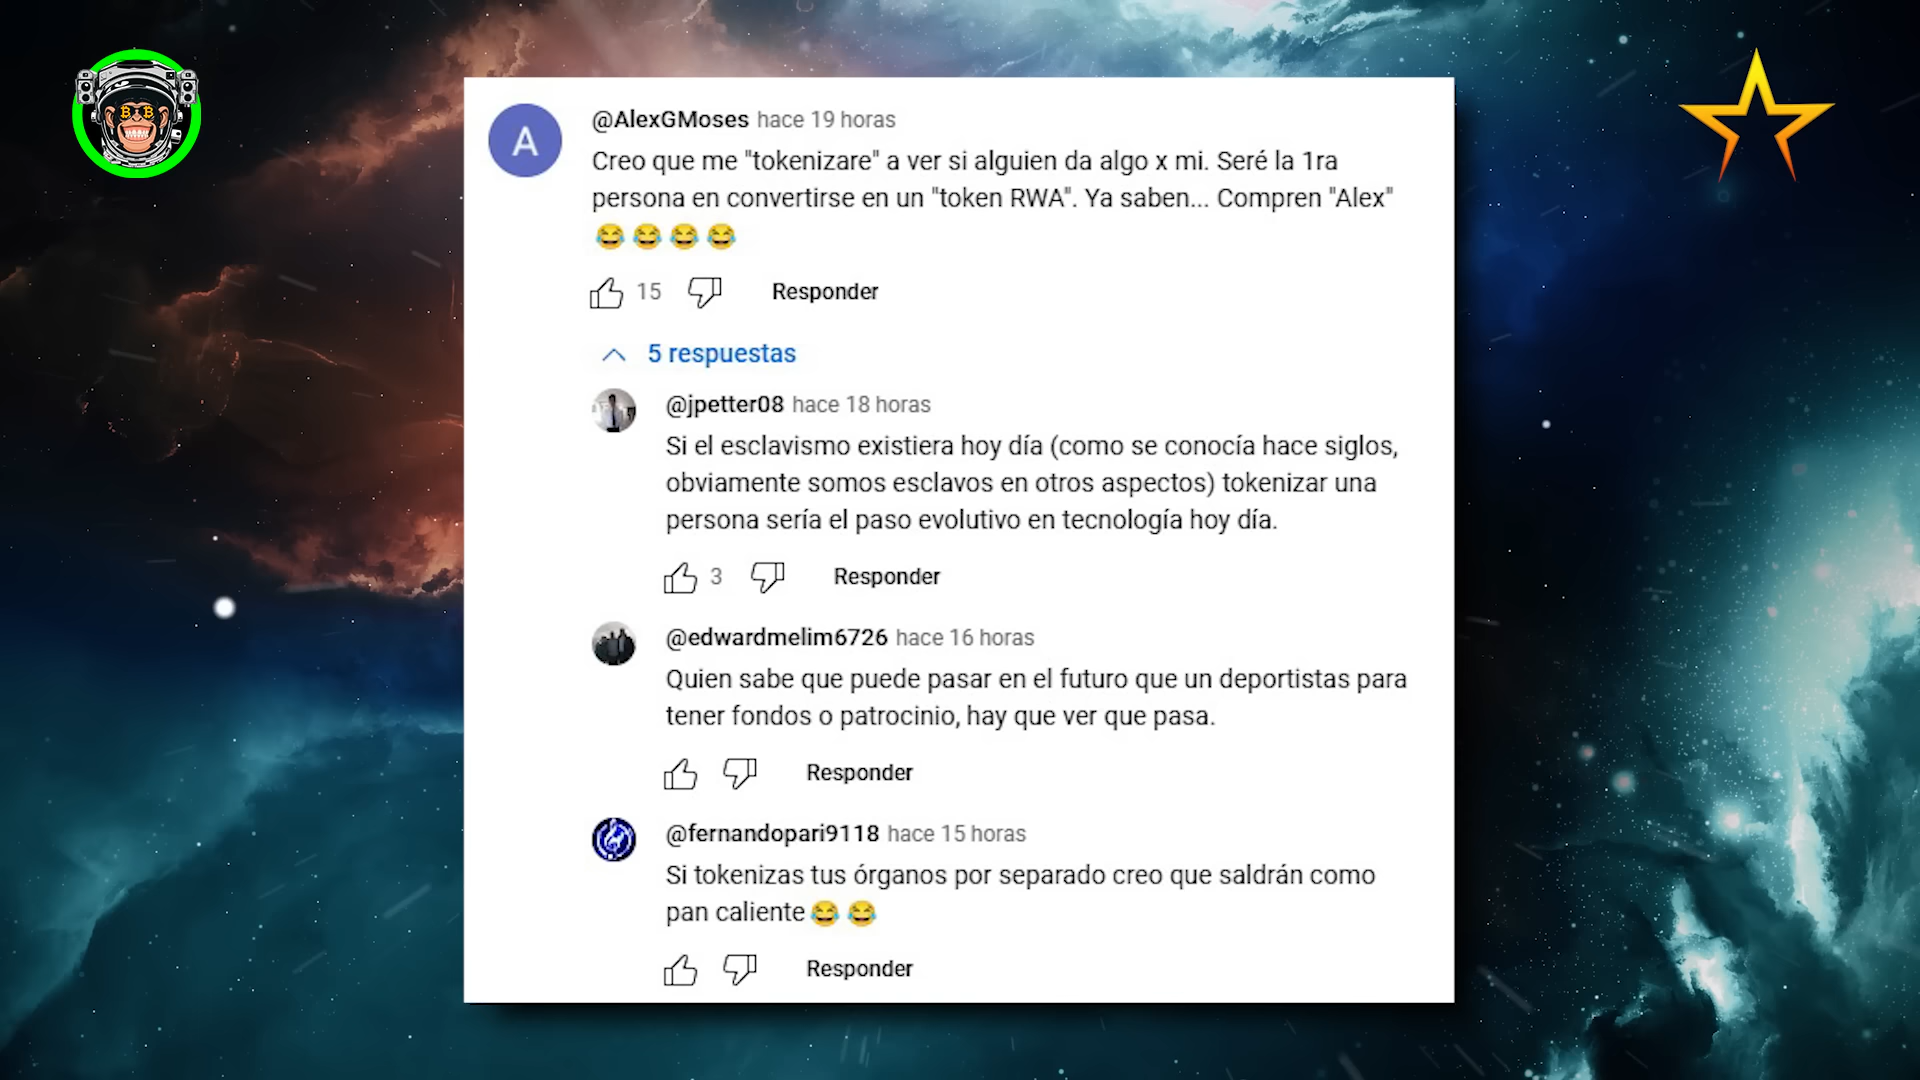 @AlexGMoses hace 19 horas
Creo que me "tokenizare" a ver si alguien da algo x mi. Seré la 1ra
persona en convertirse en un "token RWA". Ya saben... Compren "Alex"
😂 😂 😂 😂
15 Responder
5 respuestas
@jpetter08 hace 18 horas
Si el esclavismo existiera hoy día (como se conocía hace siglos,
obviamente somos esclavos en otros aspectos) tokenizar una
persona sería el paso evolutivo en tecnología hoy día.
3 Responder
@edwardmelim6726 hace 16 horas
Quien sabe que puede pasar en el futuro que un deportistas para
tener fondos o patrocinio, hay que ver que pasa.
Responder
@fernandopari9118 hace 15 horas
Si tokenizas tus órganos por separado creo que saldrán como
pan caliente 😂 😂
Responder
A